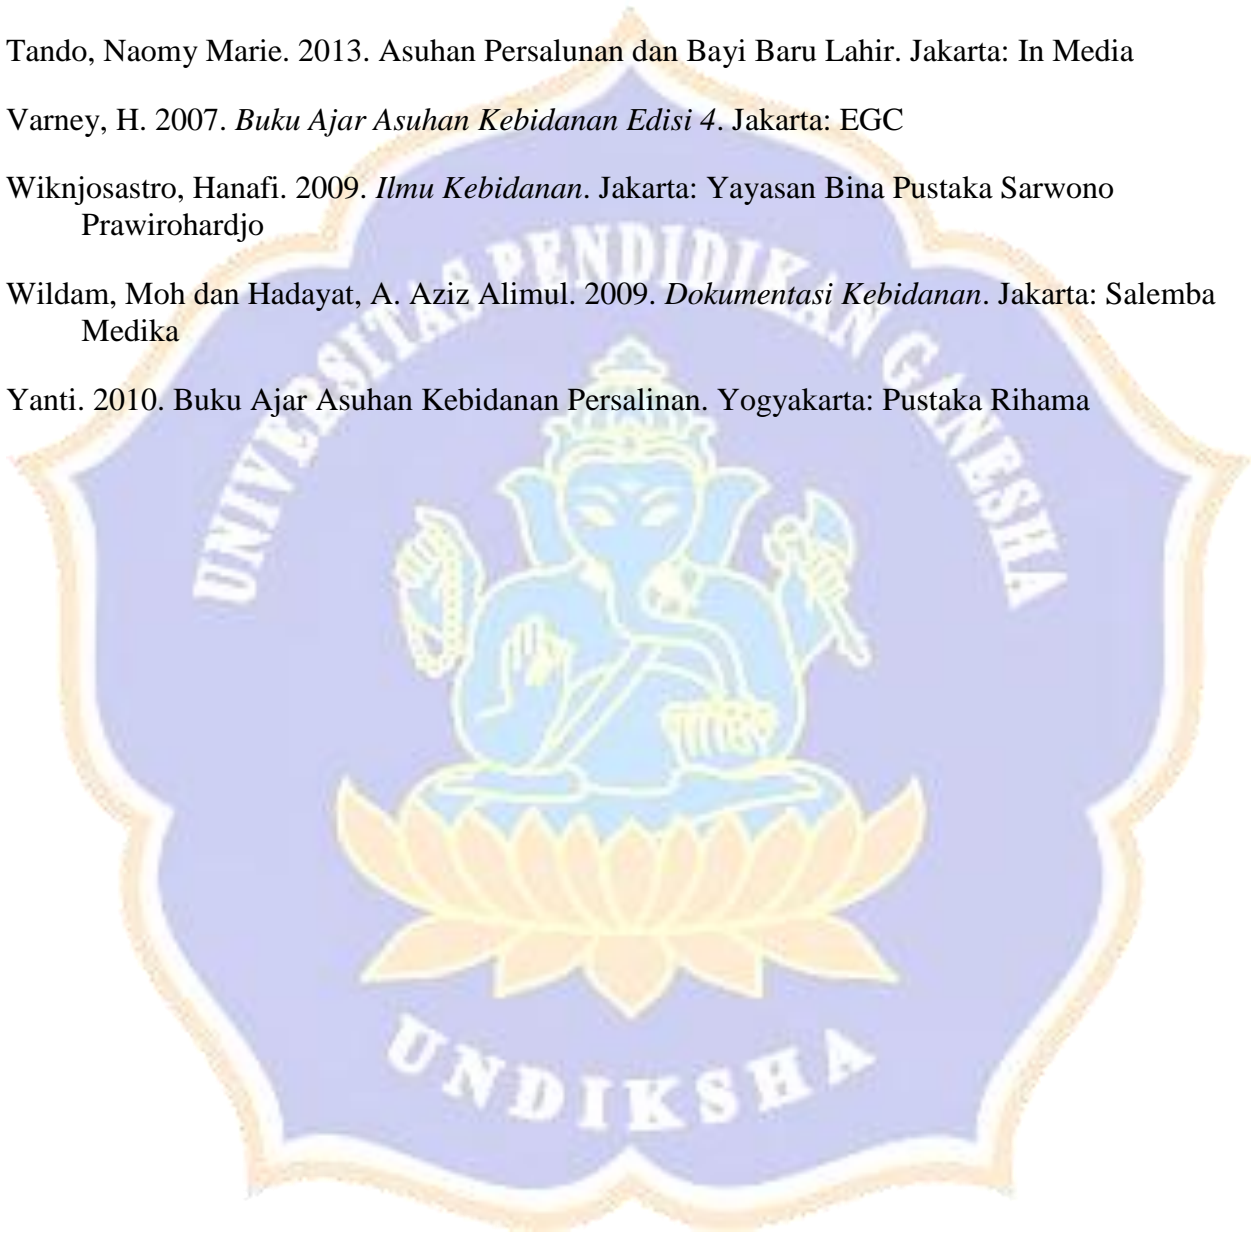 Tando, Naomy Marie. 2013. Asuhan Persalunan dan Bayi Baru Lahir. Jakarta: In Media
Varney, H. 2007. Buku Ajar Asuhan Kebidanan Edisi 4. Jakarta: EGC
Wiknjosastro, Hanafi. 2009. Ilmu Kebidanan. Jakarta: Yayasan Bina Pustaka Sarwono
Prawirohardjo
Wildam, Moh dan Hadayat, A. Aziz Alimul. 2009. Dokumentasi Kebidanan. Jakarta: Salemba
Medika
Yanti. 2010. Buku Ajar Asuhan Kebidanan Persalinan. Yogyakarta: Pustaka Rihama
UNIVERSITAS PENDIDIKAN GANESHA
UNDIKSHA